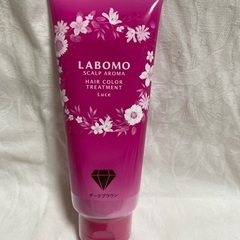 LABOMO
SCALP AROMA
HAIR COLOR
TREATMENT
Luce
ダークブラウン